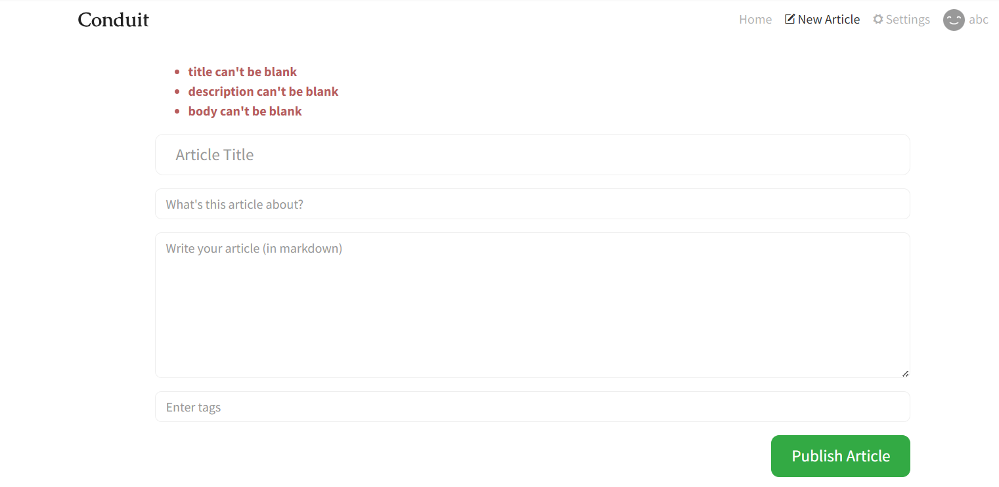 Conduit
Home New Article Settings abc
title can't be blank
description can't be blank
body can't be blank
Article Title
What's this article about?
Write your article (in markdown)
Enter tags
Publish Article